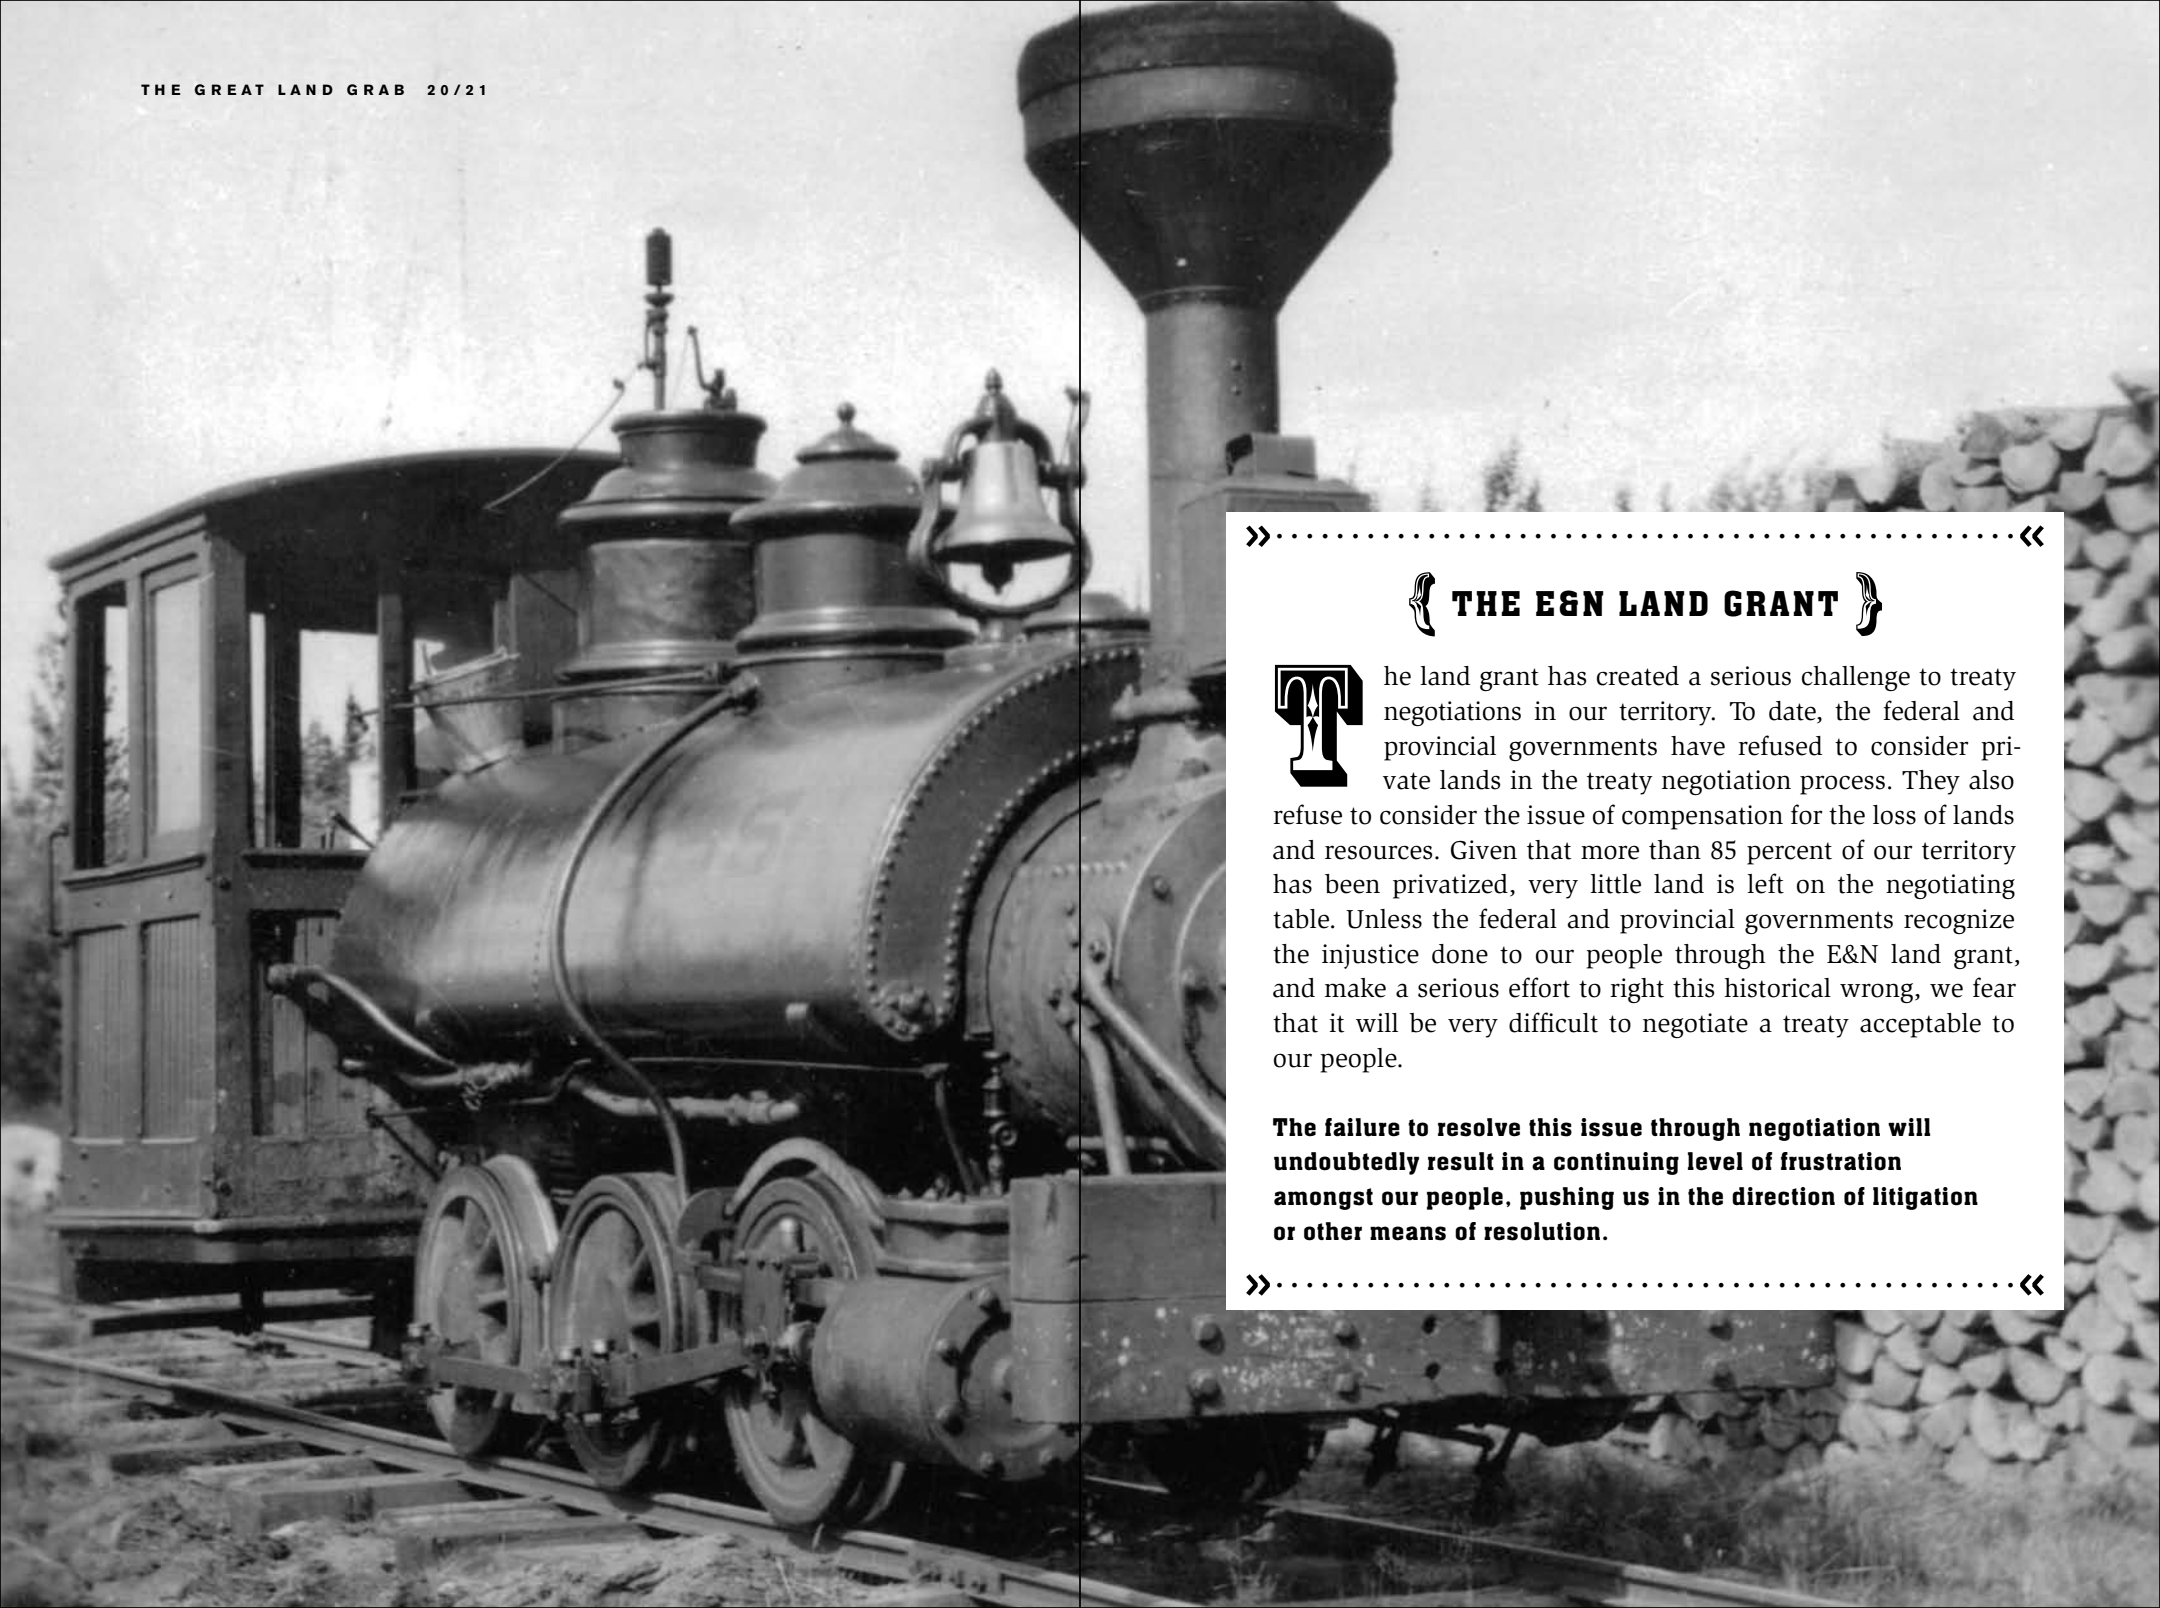 THE GREAT LAND GRAB 20/21
THE E&N LAND GRANT
The land grant has created a serious challenge to treaty
negotiations in our territory. To date, the federal and
provincial governments have refused to consider pri-
vate lands in the treaty negotiation process. They also
refuse to consider the issue of compensation for the loss of lands
and resources. Given that more than 85 percent of our territory
has been privatized, very little land is left on the negotiating
table. Unless the federal and provincial governments recognize
the injustice done to our people through the E&N land grant,
and make a serious effort to right this historical wrong, we fear
that it will be very difficult to negotiate a treaty acceptable to
our people.
The failure to resolve this issue through negotiation will
undoubtedly result in a continuing level of frustration
amongst our people, pushing us in the direction of litigation
or other means of resolution.